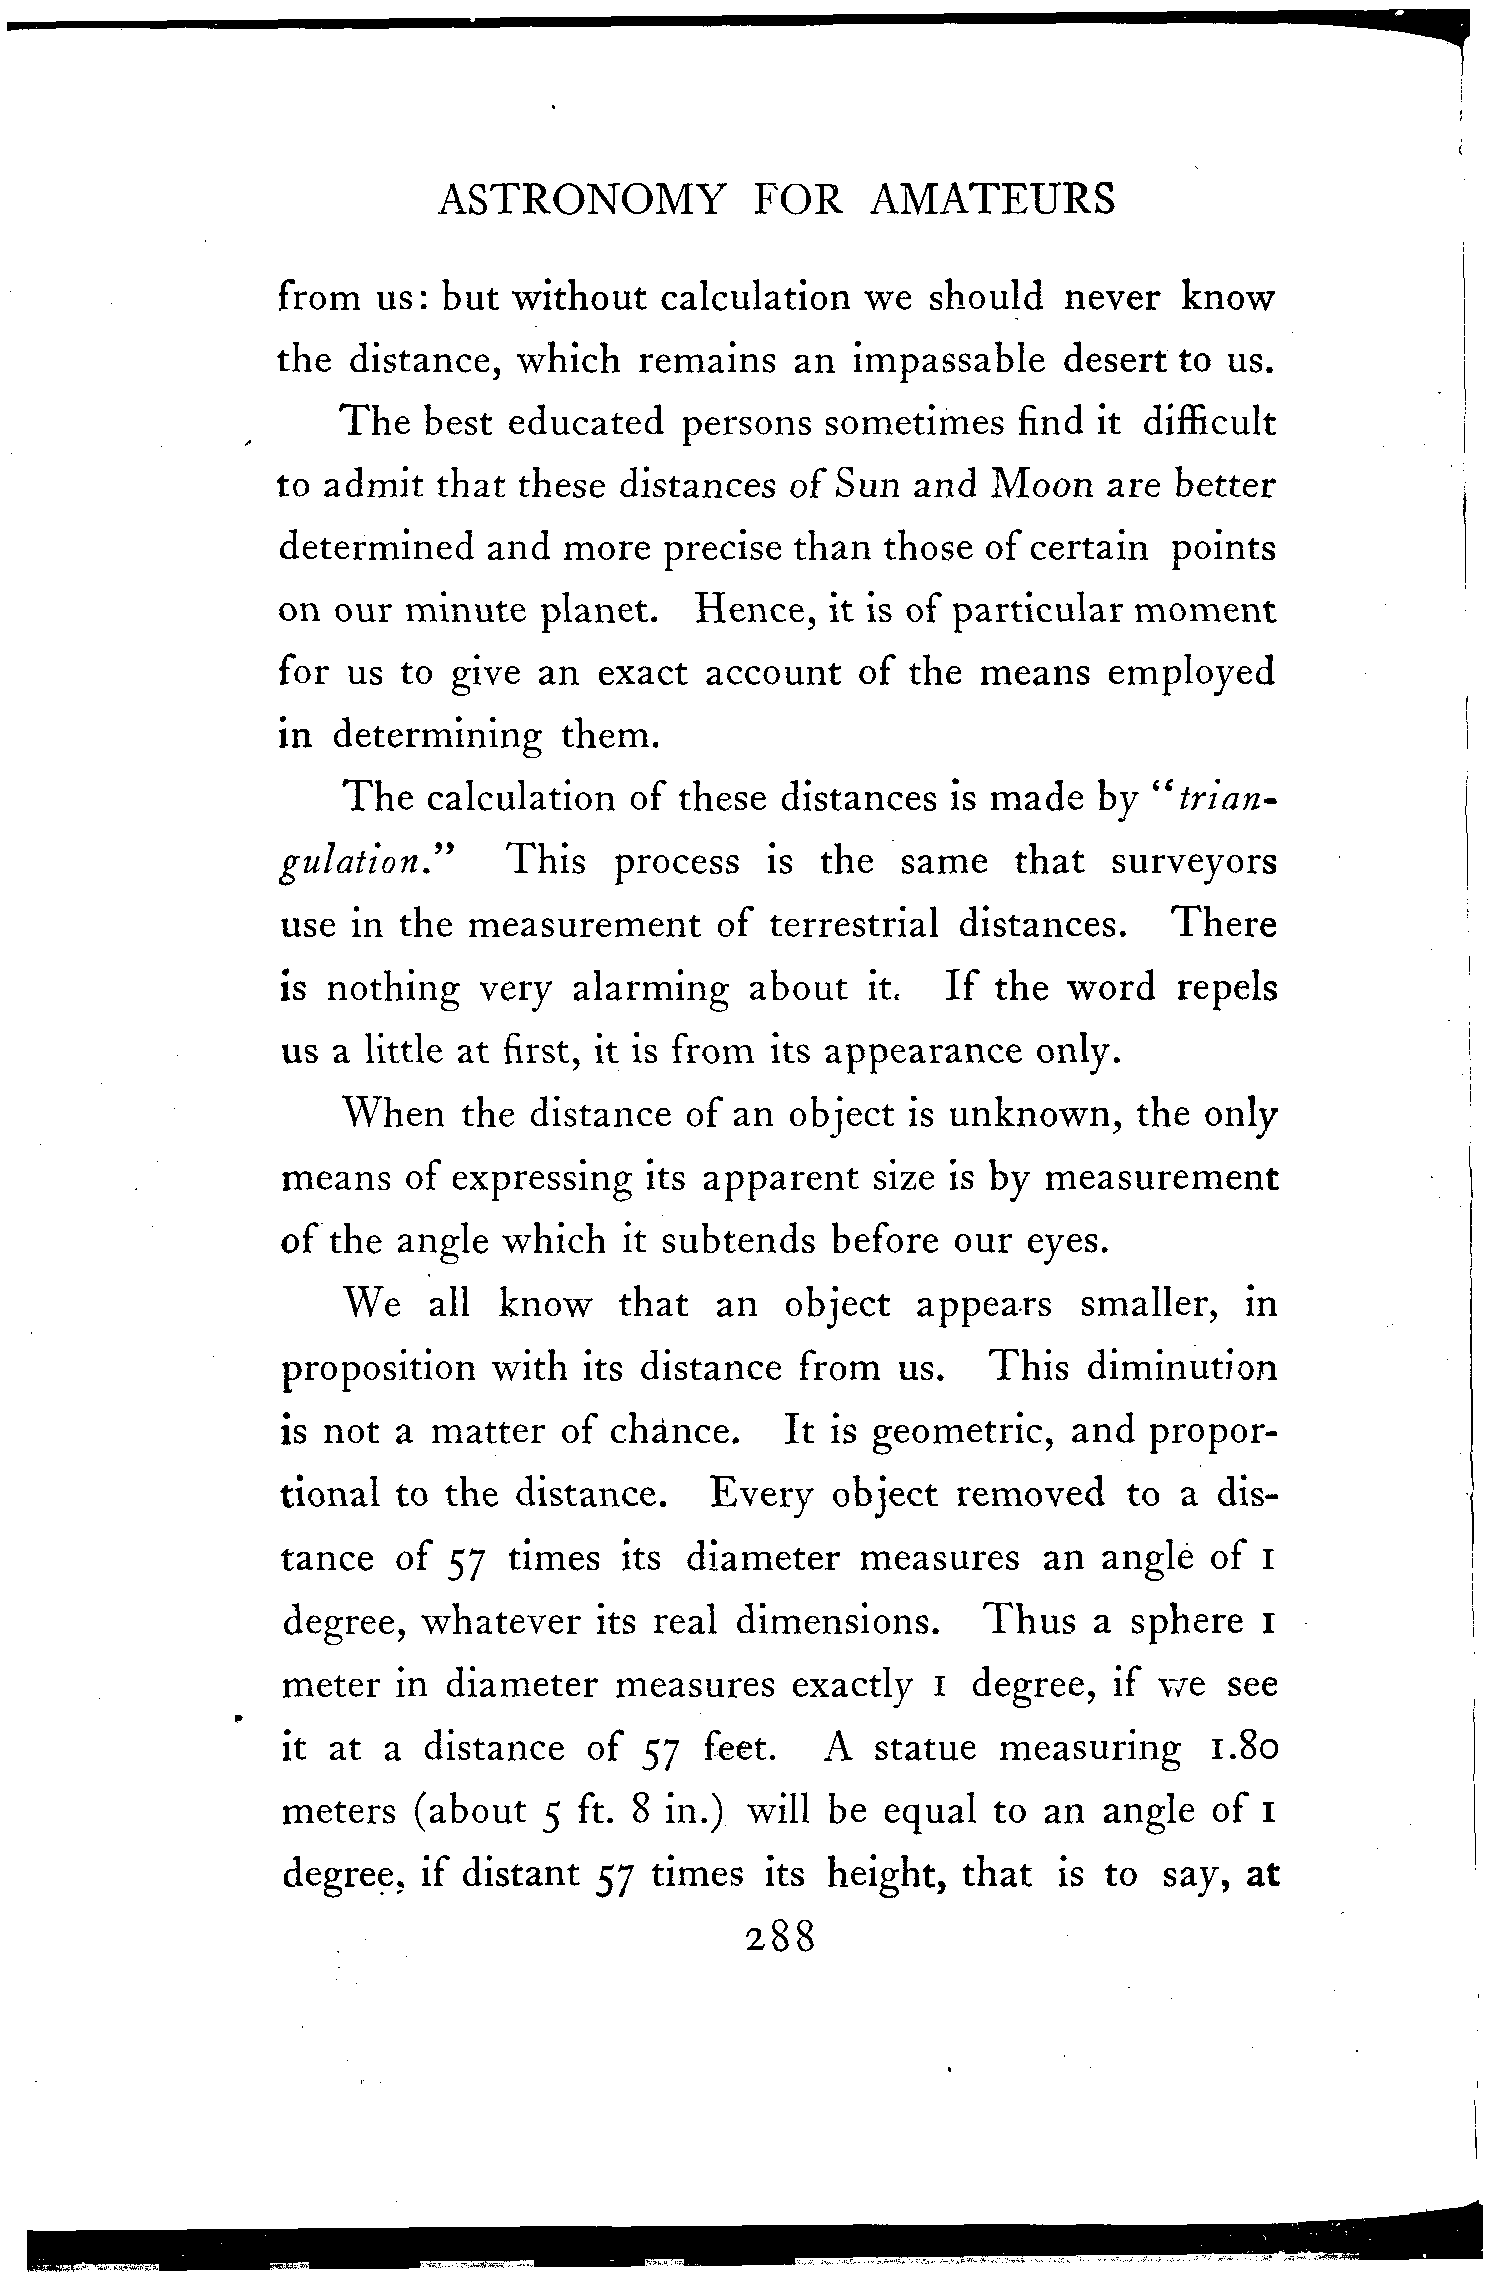 ASTRONOMY FOR AMATEURS
from us: but without calculation we should never know
the distance, which remains an impassable desert to us.
The best educated persons sometimes find it difficult
to admit that these distances of Sun and Moon are better
determined and more precise than those of certain points
on our minute planet. Hence, it is of particular moment
for us to give an exact account of the means employed
in determining them.
The calculation of these distances is made by “trian-
gulation.” This process is the same that surveyors
use in the measurement of terrestrial distances. There
is nothing very alarming about it. If the word repels
us a little at first, it is from its appearance only.
When the distance of an object is unknown, the only
means of expressing its apparent size is by measurement
of the angle which it subtends before our eyes.
We all know that an object appears smaller, in
proposition with its distance from us. This diminution
is not a matter of chance. It is geometric, and propor-
tional to the distance. Every object removed to a dis-
tance of 57 times its diameter measures an angle of 1
degree, whatever its real dimensions. Thus a sphere 1
meter in diameter measures exactly 1 degree, if we see
it at a distance of 57 feet. A statue measuring 1.80
meters (about 5 ft. 8 in.) will be equal to an angle of 1
degree, if distant 57 times its height, that is to say, at
288